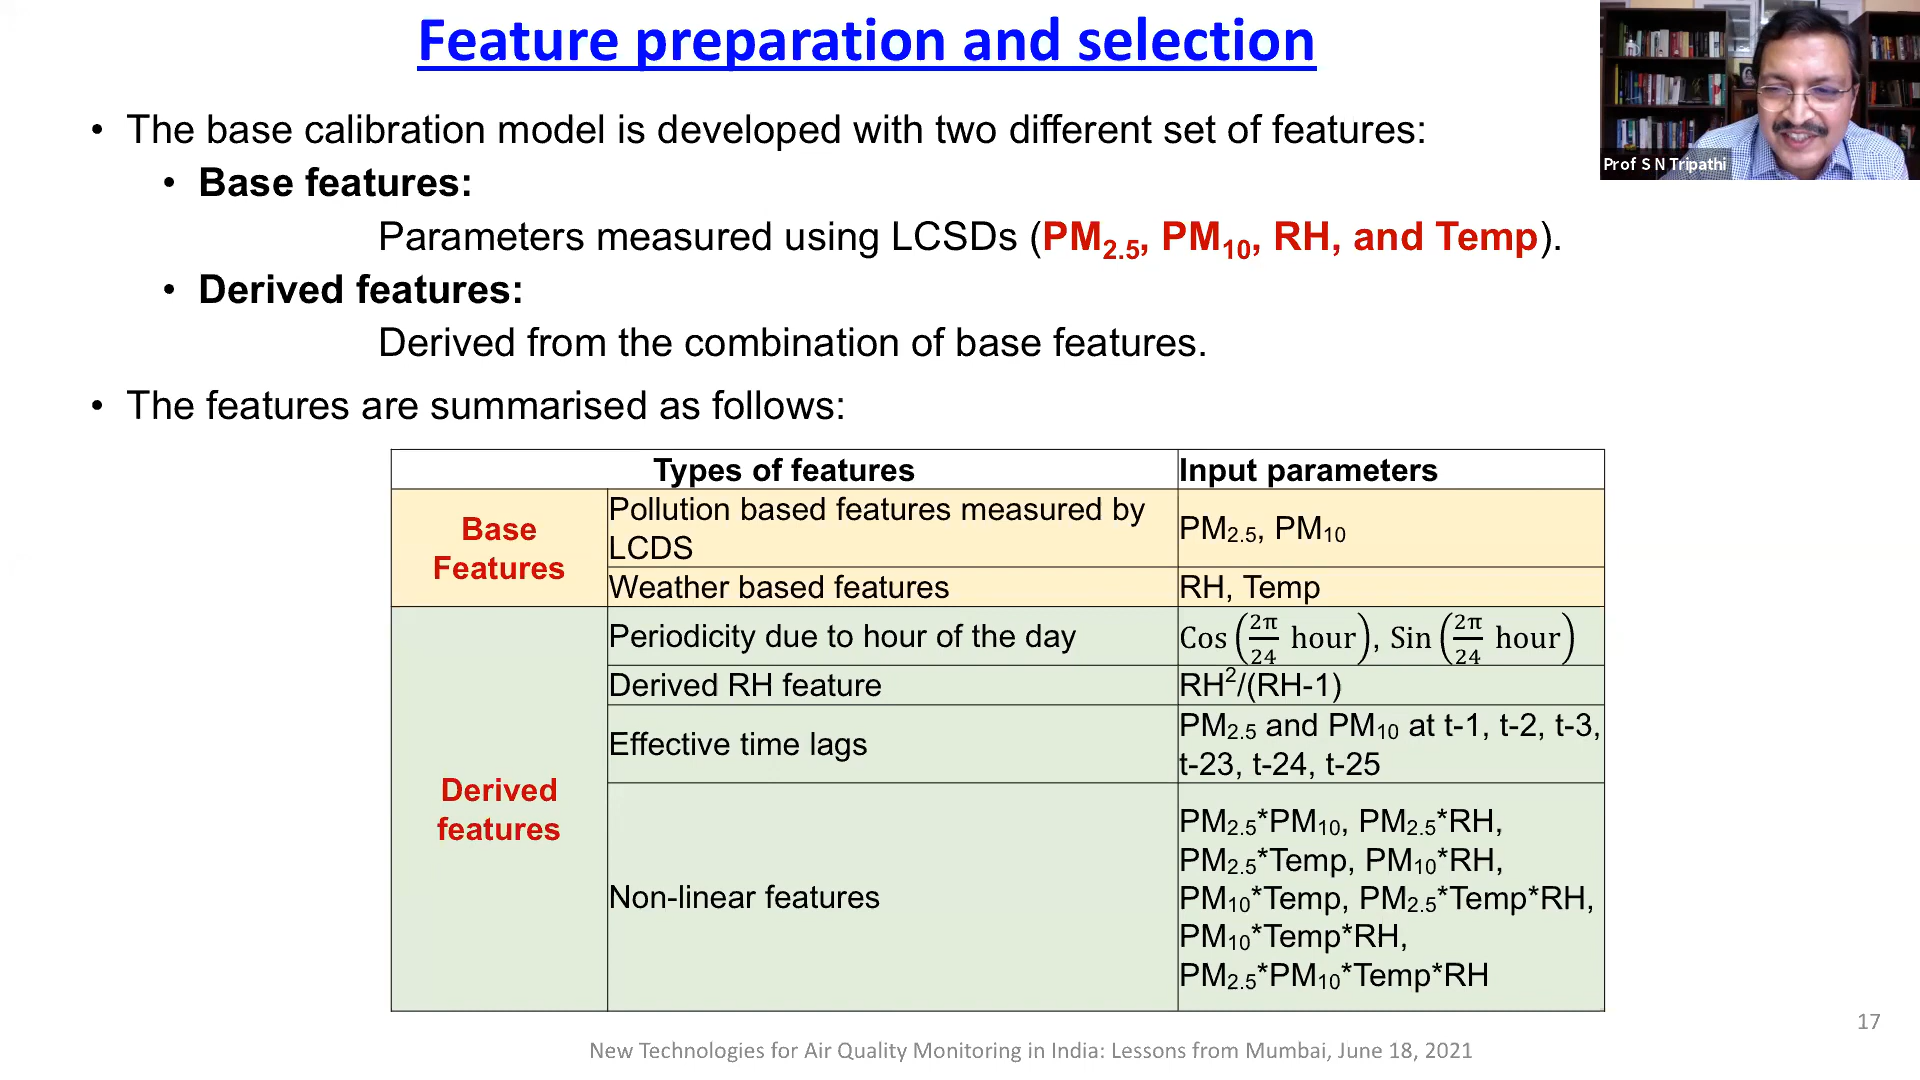 Feature preparation and selection
Prof S N Tripathi
• The base calibration model is developed with two different set of features:
• Base features:
Parameters measured using LCSDs (PM2.5, PM10, RH, and Temp).
• Derived features:
Derived from the combination of base features.
• The features are summarised as follows:
Types of features
Input parameters
Base
Features
Pollution based features measured by
LCDS
PM2.5, PM10
Weather based features
RH, Temp
Derived
features
Periodicity due to hour of the day
Cos (2π/24 hour), Sin (2π/24 hour)
Derived RH feature
RH²/(RH-1)
Effective time lags
PM2.5 and PM10 at t-1, t-2, t-3,
t-23, t-24, t-25
Non-linear features
PM2.5*PM10, PM2.5*RH,
PM2.5*Temp, PM10*RH,
PM10*Temp, PM2.5*Temp*RH,
PM10*Temp*RH,
PM2.5*PM10*Temp*RH
17
New Technologies for Air Quality Monitoring in India: Lessons from Mumbai, June 18, 2021